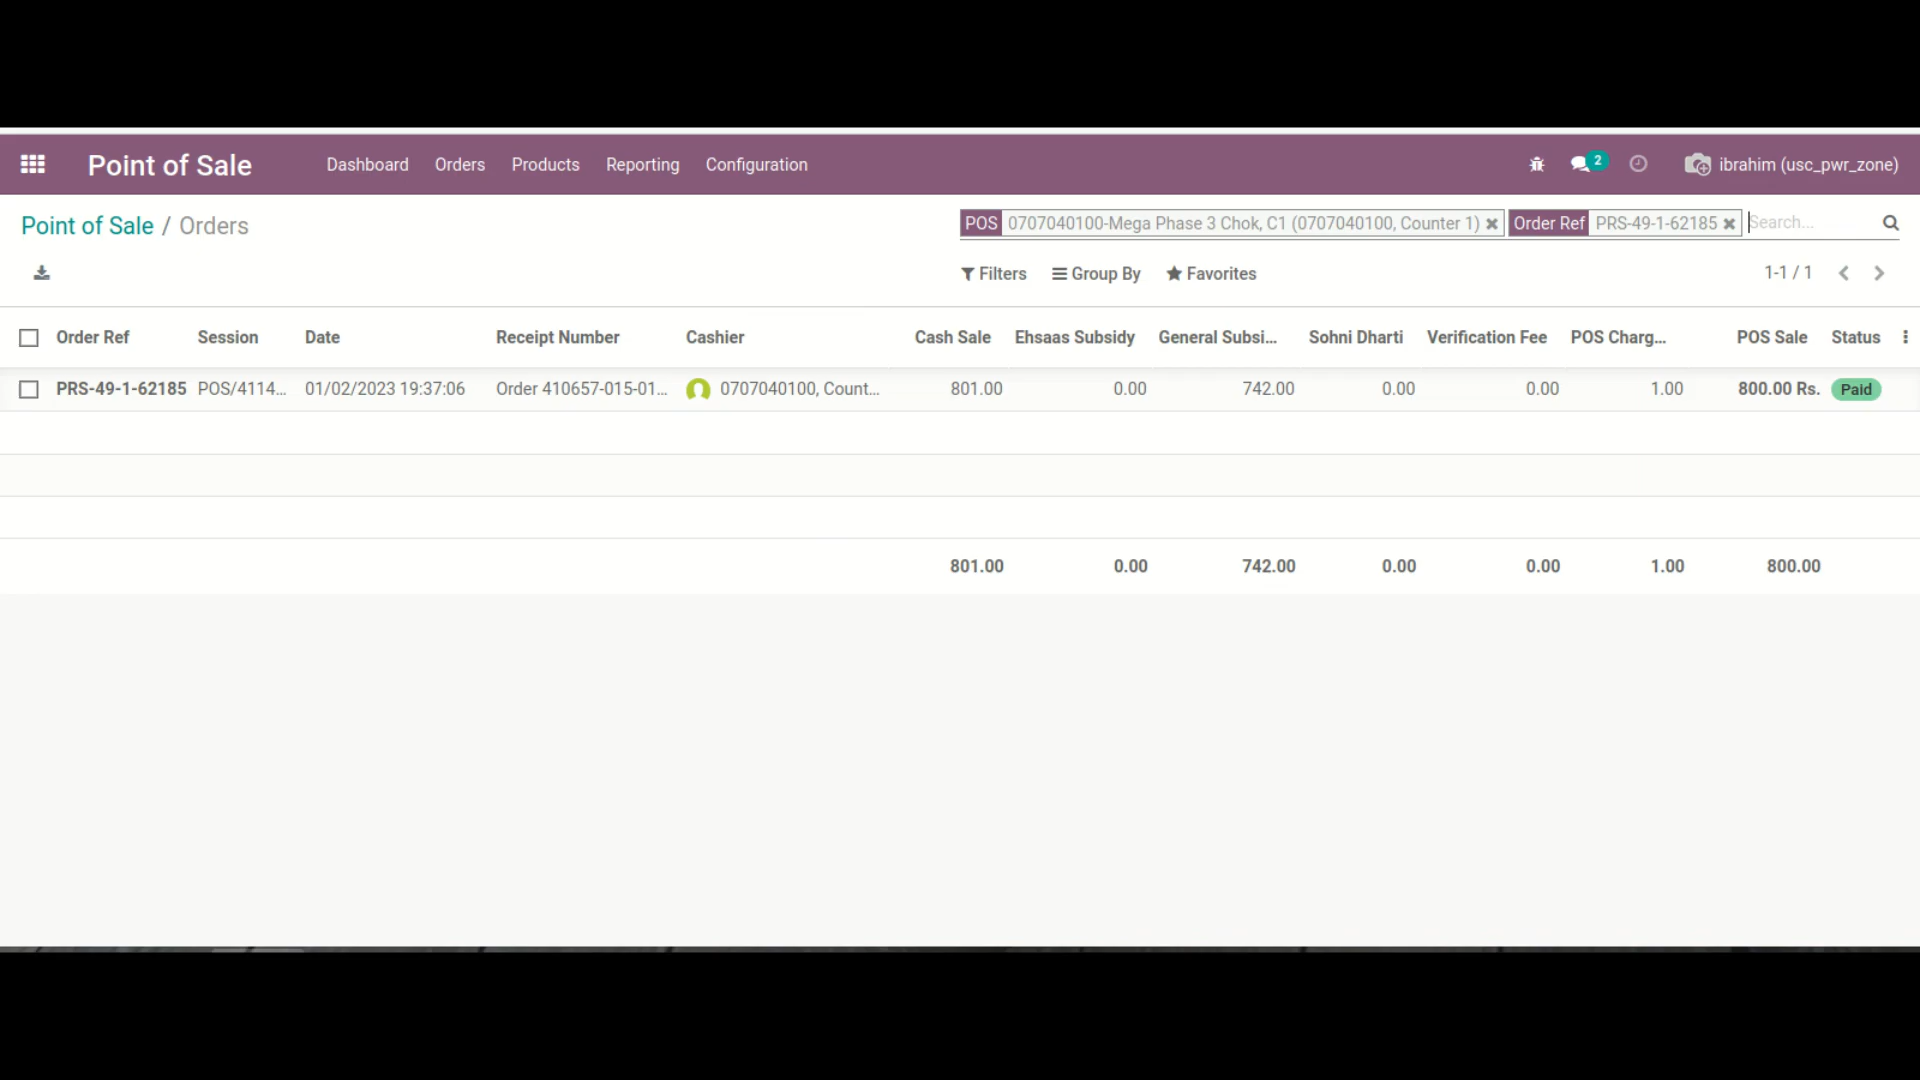 Point of Sale Dashboard Orders Products Reporting Configuration 2 ibrahim (usc_pwr_zone)
Point of Sale / Orders POS 0707040100-Mega Phase 3 Chok, C1 (0707040100, Counter 1) Order Ref PRS-49-1-62185 Search...
Filters Group By Favorites 1-1 / 1
Order Ref Session Date Receipt Number Cashier Cash Sale Ehsaas Subsidy General Subsi... Sohni Dharti Verification Fee POS Charg... POS Sale Status
PRS-49-1-62185 POS/4114... 01/02/2023 19:37:06 Order 410657-015-01... 0707040100, Count... 801.00 0.00 742.00 0.00 0.00 1.00 800.00 Rs. Paid
801.00 0.00 742.00 0.00 0.00 1.00 800.00